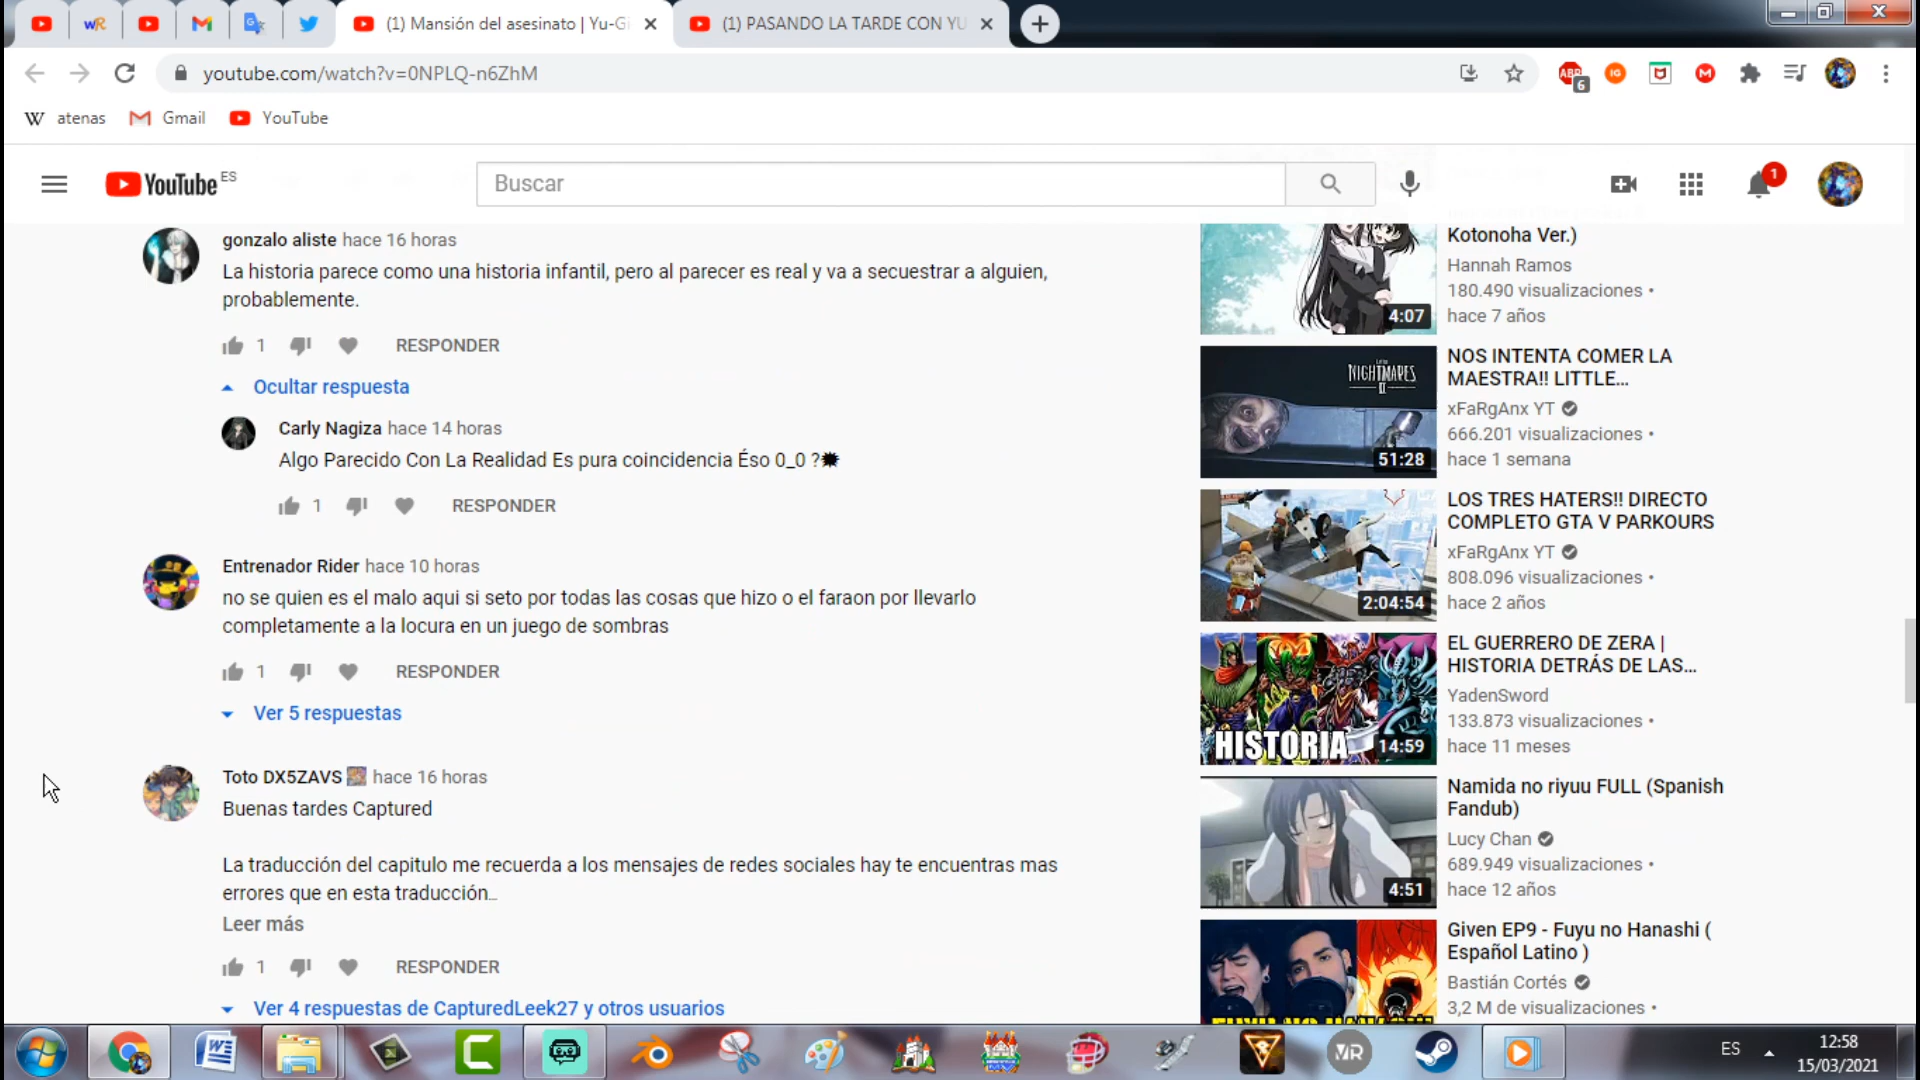 (1) Mansión del asesinato | Yu-Gi
(1) PASANDO LA TARDE CON YU
youtube.com/watch?v=0NPLQ-n6ZhM
ABP
6
IG
M
W atenas
Gmail
YouTube
YouTube ES
Buscar
1
gonzalo aliste hace 16 horas
La historia parece como una historia infantil, pero al parecer es real y va a secuestrar a alguien,
probablemente.
1 RESPONDER
Ocultar respuesta
Carly Nagiza hace 14 horas
Algo Parecido Con La Realidad Es pura coincidencia Éso 0_0 ?
1 RESPONDER
Entrenador Rider hace 10 horas
no se quien es el malo aqui si seto por todas las cosas que hizo o el faraon por llevarlo
completamente a la locura en un juego de sombras
1 RESPONDER
Ver 5 respuestas
Toto DX5ZAVS hace 16 horas
Buenas tardes Captured
La traducción del capitulo me recuerda a los mensajes de redes sociales hay te encuentras mas
errores que en esta traducción...
Leer más
1 RESPONDER
Ver 4 respuestas de CapturedLeek27 y otros usuarios
Kotonoha Ver.)
Hannah Ramos
180.490 visualizaciones •
hace 7 años
4:07
NOS INTENTA COMER LA
MAESTRA!! LITTLE...
xFaRgAnx YT
666.201 visualizaciones •
hace 1 semana
LITTLE
NIGHTMARES
II
51:28
LOS TRES HATERS!! DIRECTO
COMPLETO GTA V PARKOURS
xFaRgAnx YT
808.096 visualizaciones •
hace 2 años
2:04:54
EL GUERRERO DE ZERA |
HISTORIA DETRÁS DE LAS...
YadenSword
133.873 visualizaciones •
hace 11 meses
HISTORIA
14:59
Namida no riyuu FULL (Spanish
Fandub)
Lucy Chan
689.949 visualizaciones •
hace 12 años
4:51
Given EP9 - Fuyu no Hanashi (
Español Latino )
Bastián Cortés
3,2 M de visualizaciones •
ES
12:58
15/03/2021